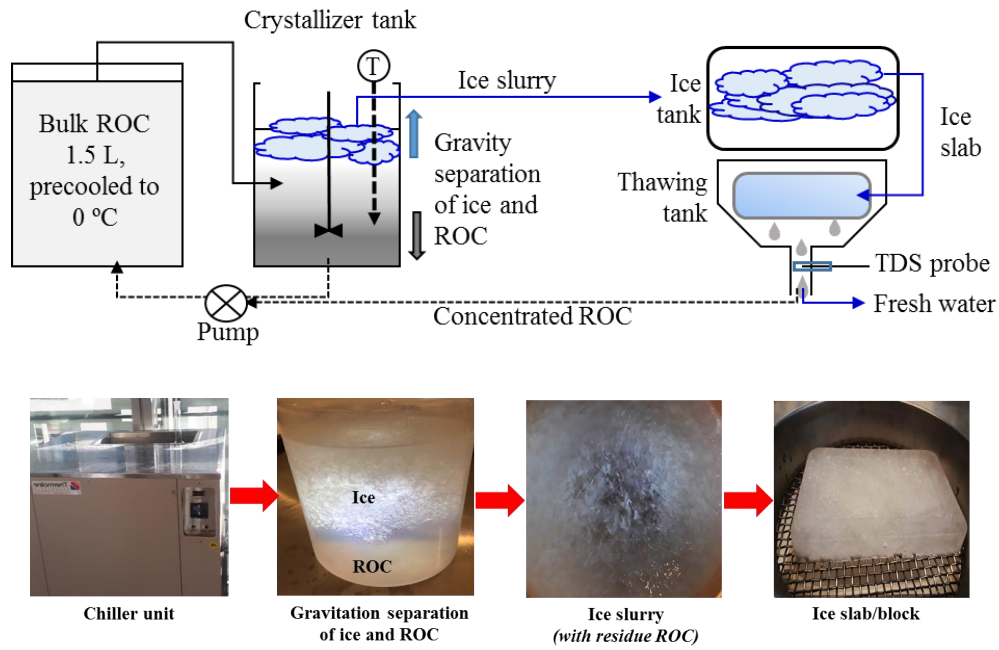 Crystallizer tank
Bulk ROC
1.5 L,
precooled to
0 ºC
T
Ice slurry
Gravity
separation
of ice and
ROC
Ice
tank
Ice
slab
Thawing
tank
TDS probe
Fresh water
Pump
Concentrated ROC
Thermoline
Ice
ROC
Chiller unit
Gravitation separation
of ice and ROC
Ice slurry
(with residue ROC)
Ice slab/block